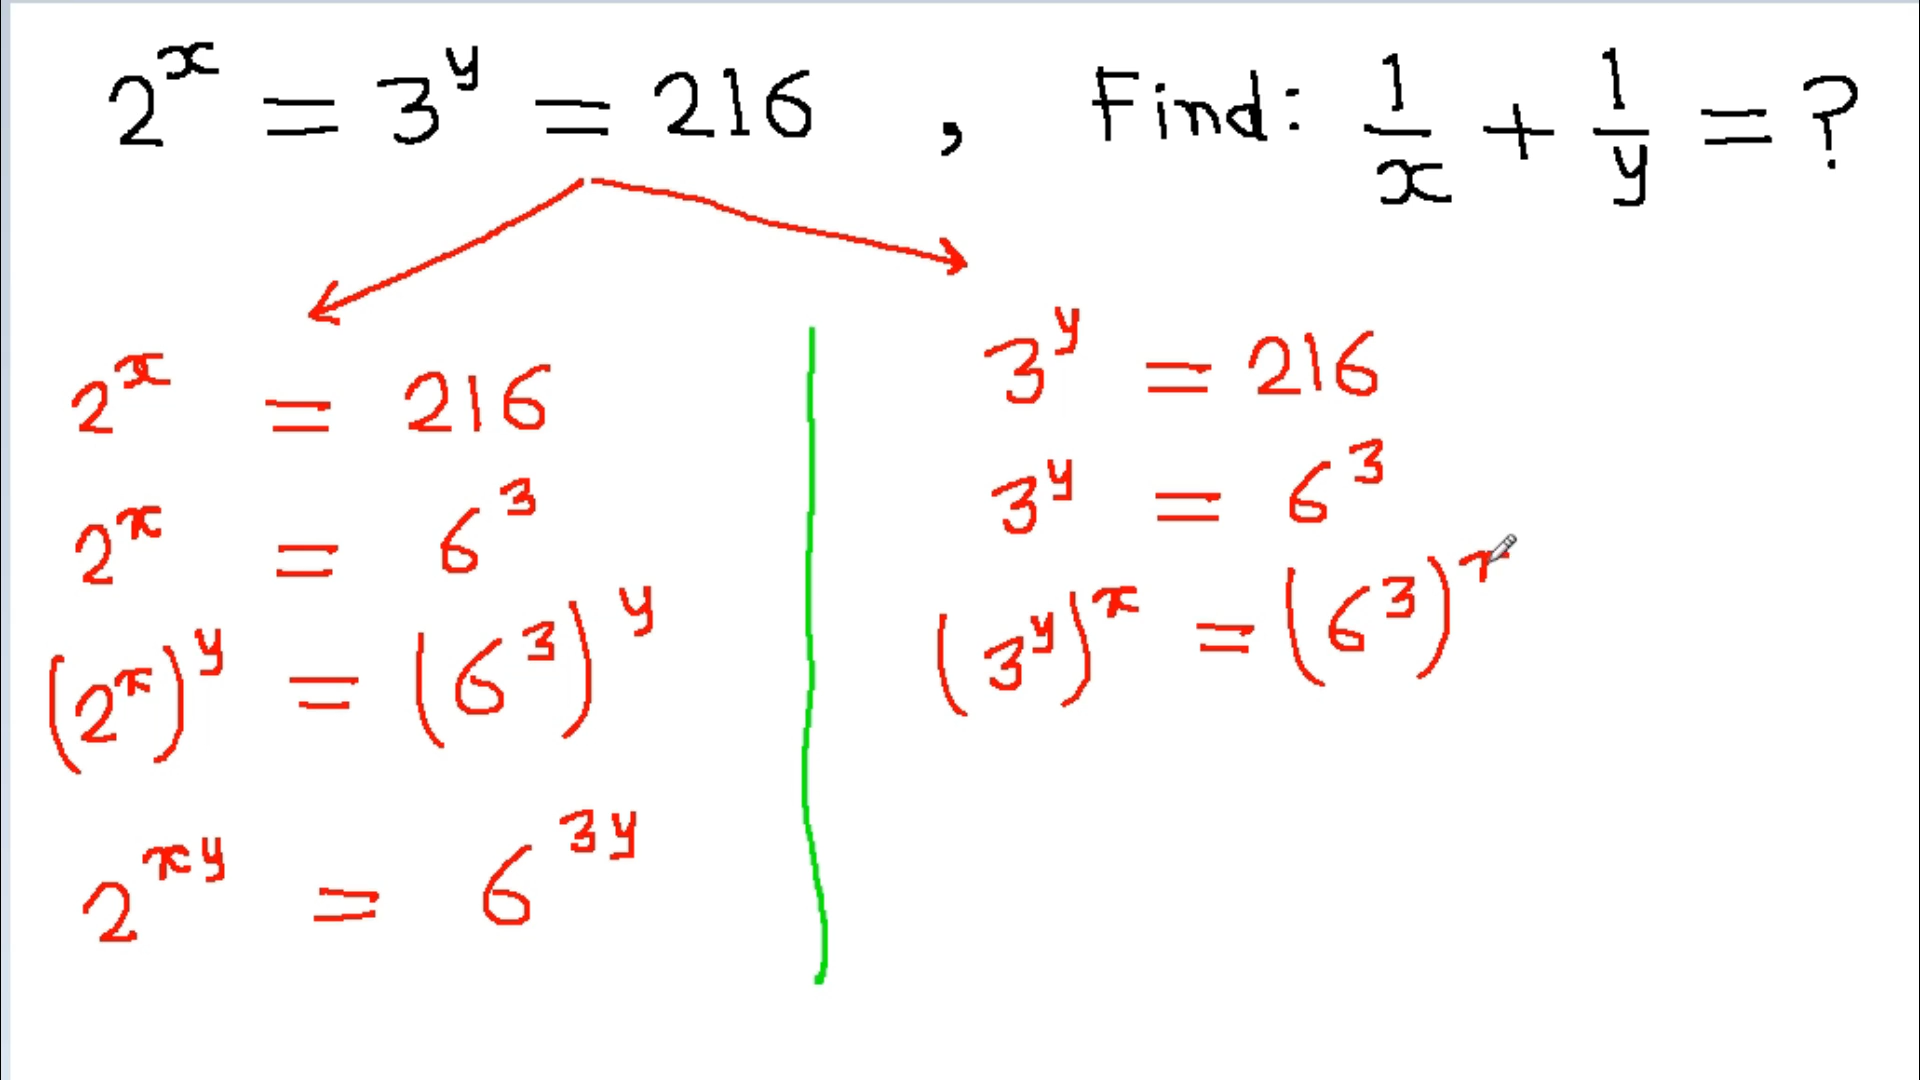 2^x = 3^y = 216 , Find: 1/x + 1/y = ?
2^x = 216
2^x = 6^3
(2^x)^y = (6^3)^y
2^xy = 6^3y
3^y = 216
3^y = 6^3
(3^y)^x = (6^3)^x